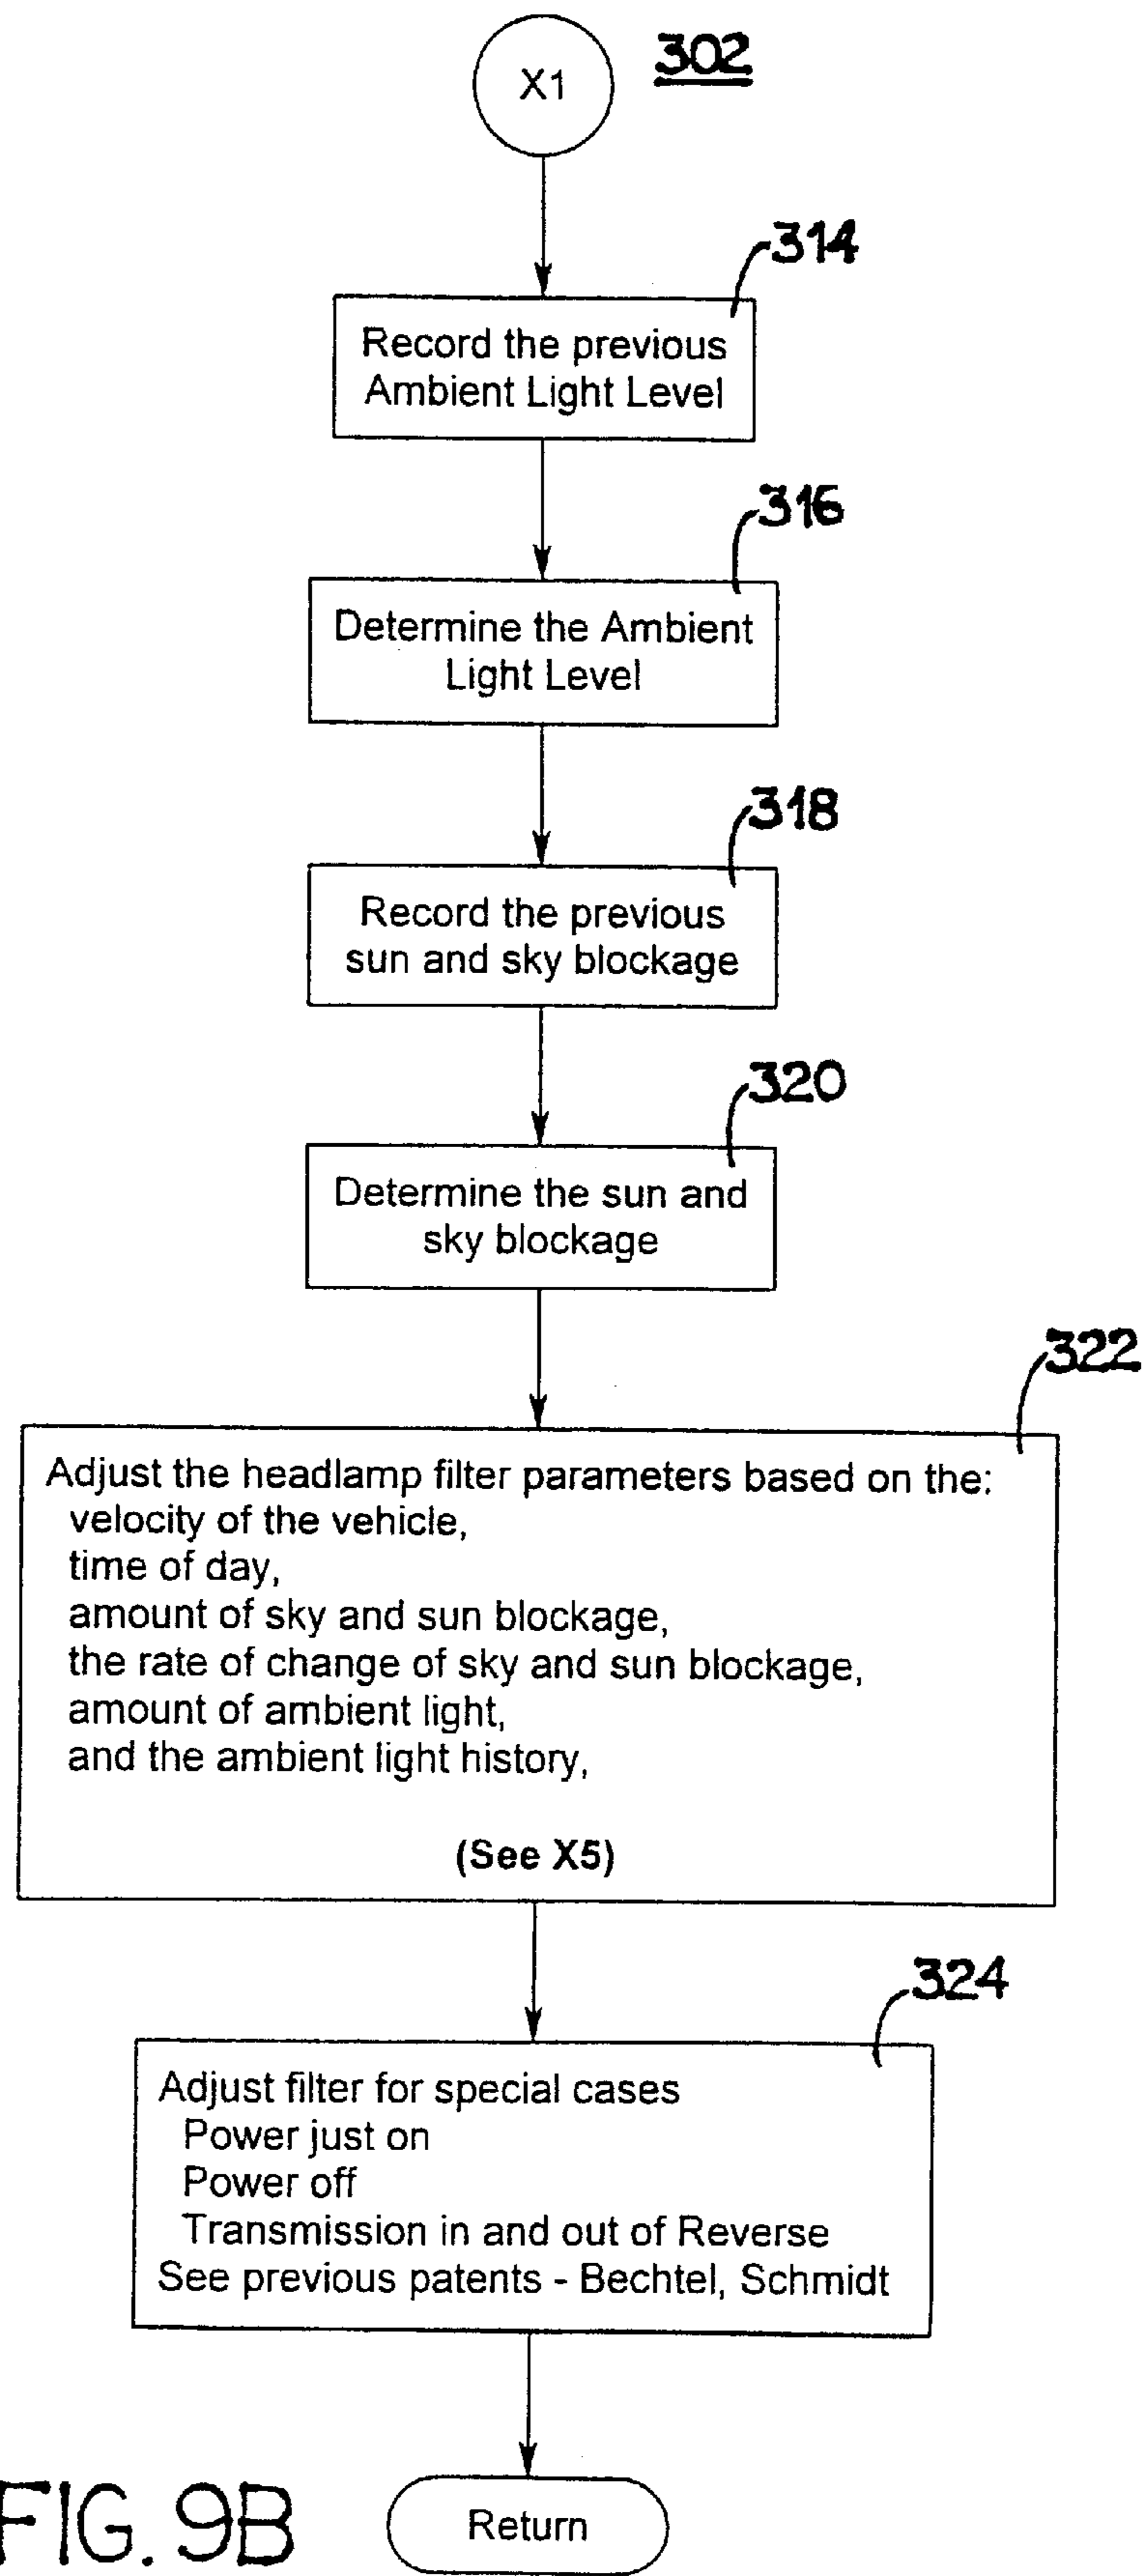 X1
302
314
Record the previous
Ambient Light Level
316
Determine the Ambient
Light Level
318
Record the previous
sun and sky blockage
320
Determine the sun and
sky blockage
322
Adjust the headlamp filter parameters based on the:
velocity of the vehicle,
time of day,
amount of sky and sun blockage,
the rate of change of sky and sun blockage,
amount of ambient light,
and the ambient light history,
(See X5)
324
Adjust filter for special cases
Power just on
Power off
Transmission in and out of Reverse
See previous patents - Bechtel, Schmidt
Return
FIG. 9B